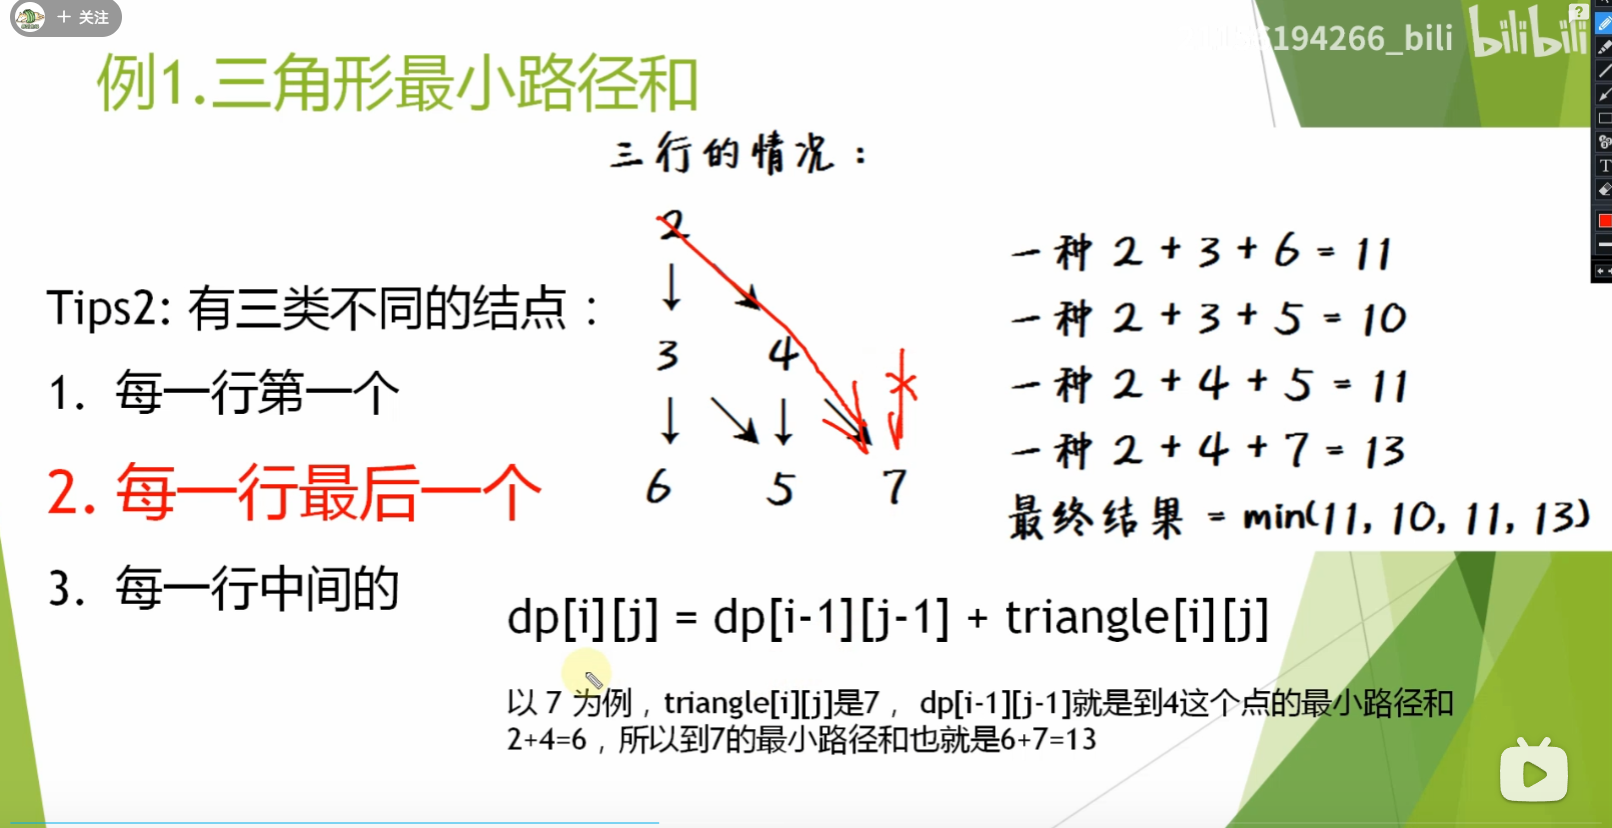 + 关注
194266_bili
bilibili
例1.三角形最小路径和
三行的情况：
2
3 4
6 5 7
一种 2 + 3 + 6 = 11
一种 2 + 3 + 5 = 10
一种 2 + 4 + 5 = 11
一种 2 + 4 + 7 = 13
最终结果 = min(11, 10, 11, 13)
Tips2: 有三类不同的结点：
1. 每一行第一个
2. 每一行最后一个
3. 每一行中间的
dp[i][j] = dp[i-1][j-1] + triangle[i][j]
以 7 为例，triangle[i][j]是7， dp[i-1][j-1]就是到4这个点的最小路径和
2+4=6，所以到7的最小路径和也就是6+7=13